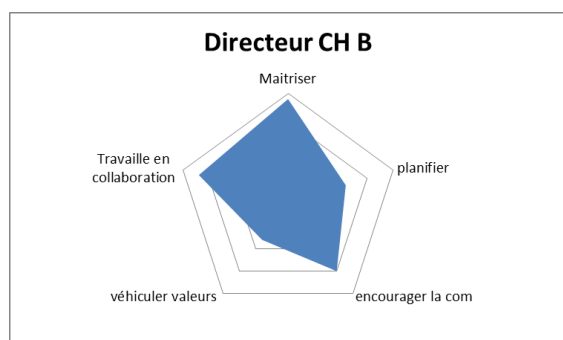 Directeur CH B
Maitriser
planifier
encourager la com
véhiculer valeurs
Travaille en
collaboration